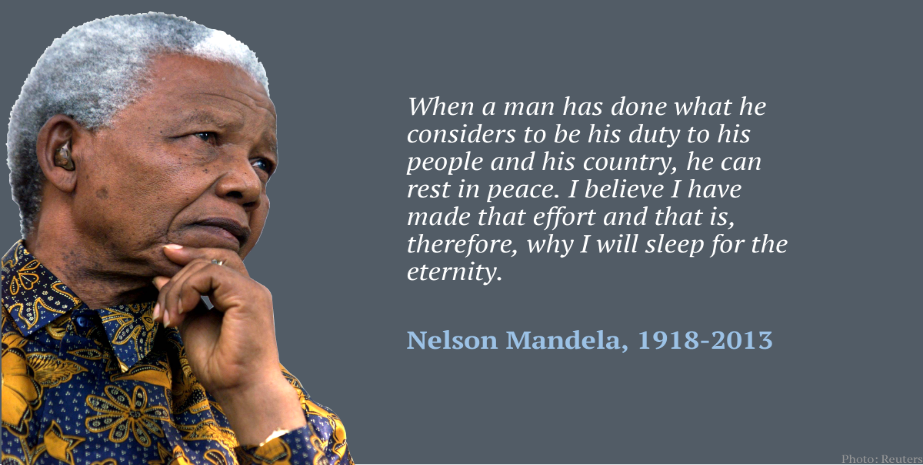 When a man has done what he
considers to be his duty to his
people and his country, he can
rest in peace. I believe I have
made that effort and that is,
therefore, why I will sleep for the
eternity.
Nelson Mandela, 1918-2013
Photo: Reuters